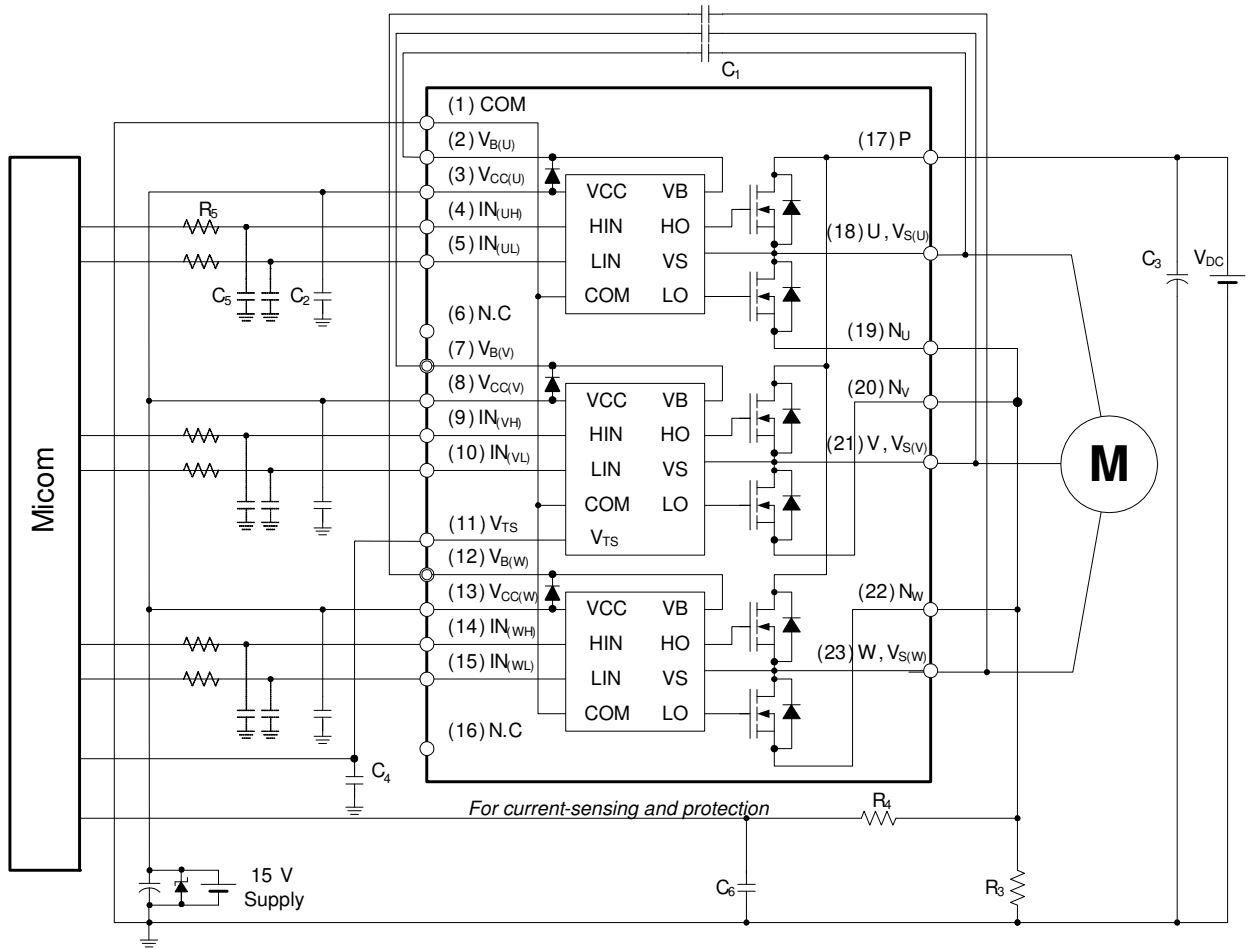 C1
(1) COM
(2) VB(U)
(3) VCC(U)
(4) IN(UH)
(5) IN(UL)
(6) N.C
(7) VB(V)
(8) VCC(V)
(9) IN(VH)
(10) IN(VL)
(11) VTS
(12) VB(W)
(13) VCC(W)
(14) IN(WH)
(15) IN(WL)
(16) N.C
VCC VB
HIN HO
LIN VS
COM LO
VCC VB
HIN HO
LIN VS
COM LO
VTS
VCC VB
HIN HO
LIN VS
COM LO
(17) P
(18) U, VS(U)
(19) NU
(20) NV
(21) V, VS(V)
(22) NW
(23) W, VS(W)
Micom
R5
C5
C2
C4
C3
VDC
M
For current-sensing and protection
R4
C6
R3
15 V
Supply